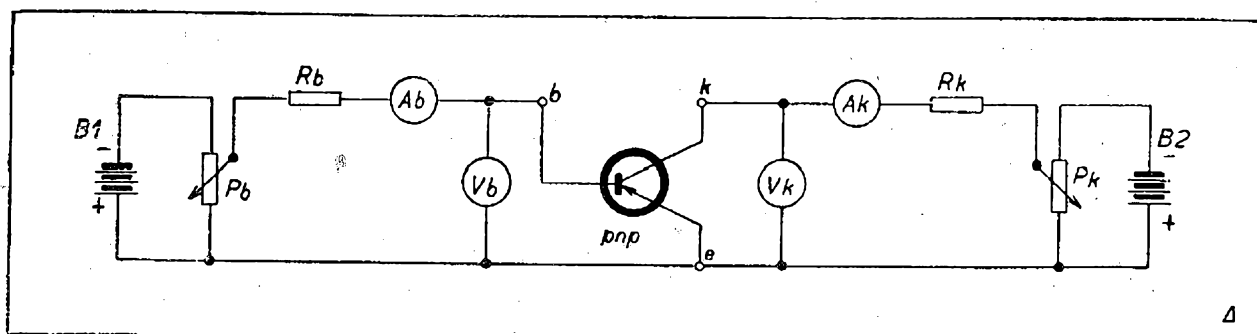 Rb
Ab
b
k
Ak
Rk
B1
-
+
Pb
Vb
pnp
e
Vk
Pk
B2
-
+
Δ